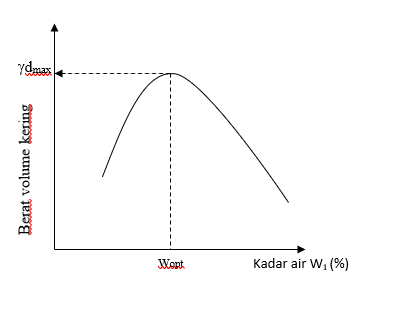 γdmax
Berat volume kering
Wopt
Kadar air W₁ (%)